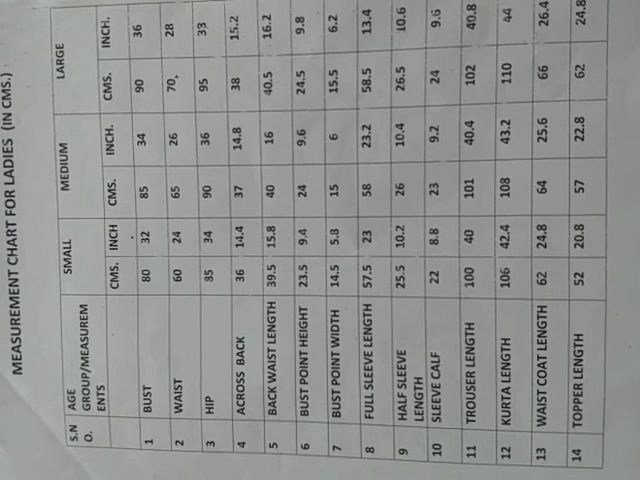 MEASUREMENT CHART FOR LADIES (IN CMS.)
S.N O. AGE GROUP/MEASUREM ENTS SMALL MEDIUM LARGE
CMS. INCH CMS. INCH. CMS. INCH.
1 BUST 80 32 85 34 90 36
2 WAIST 60 24 65 26 70, 28
3 HIP 85 34 90 36 95 33
4 ACROSS BACK 36 14.4 37 14.8 38 15.2
5 BACK WAIST LENGTH 39.5 15.8 40 16 40.5 16.2
6 BUST POINT HEIGHT 23.5 9.4 24 9.6 24.5 9.8
7 BUST POINT WIDTH 14.5 5.8 15 6 15.5 6.2
8 FULL SLEEVE LENGTH 57.5 23 58 23.2 58.5 13.4
9 HALF SLEEVE LENGTH 25.5 10.2 26 10.4 26.5 10.6
10 SLEEVE CALF 22 8.8 23 9.2 24 9.6
11 TROUSER LENGTH 100 40 101 40.4 102 40.8
12 KURTA LENGTH 106 42.4 108 43.2 110 44
13 WAIST COAT LENGTH 62 24.8 64 25.6 66 26.4
14 TOPPER LENGTH 52 20.8 57 22.8 62 24.8